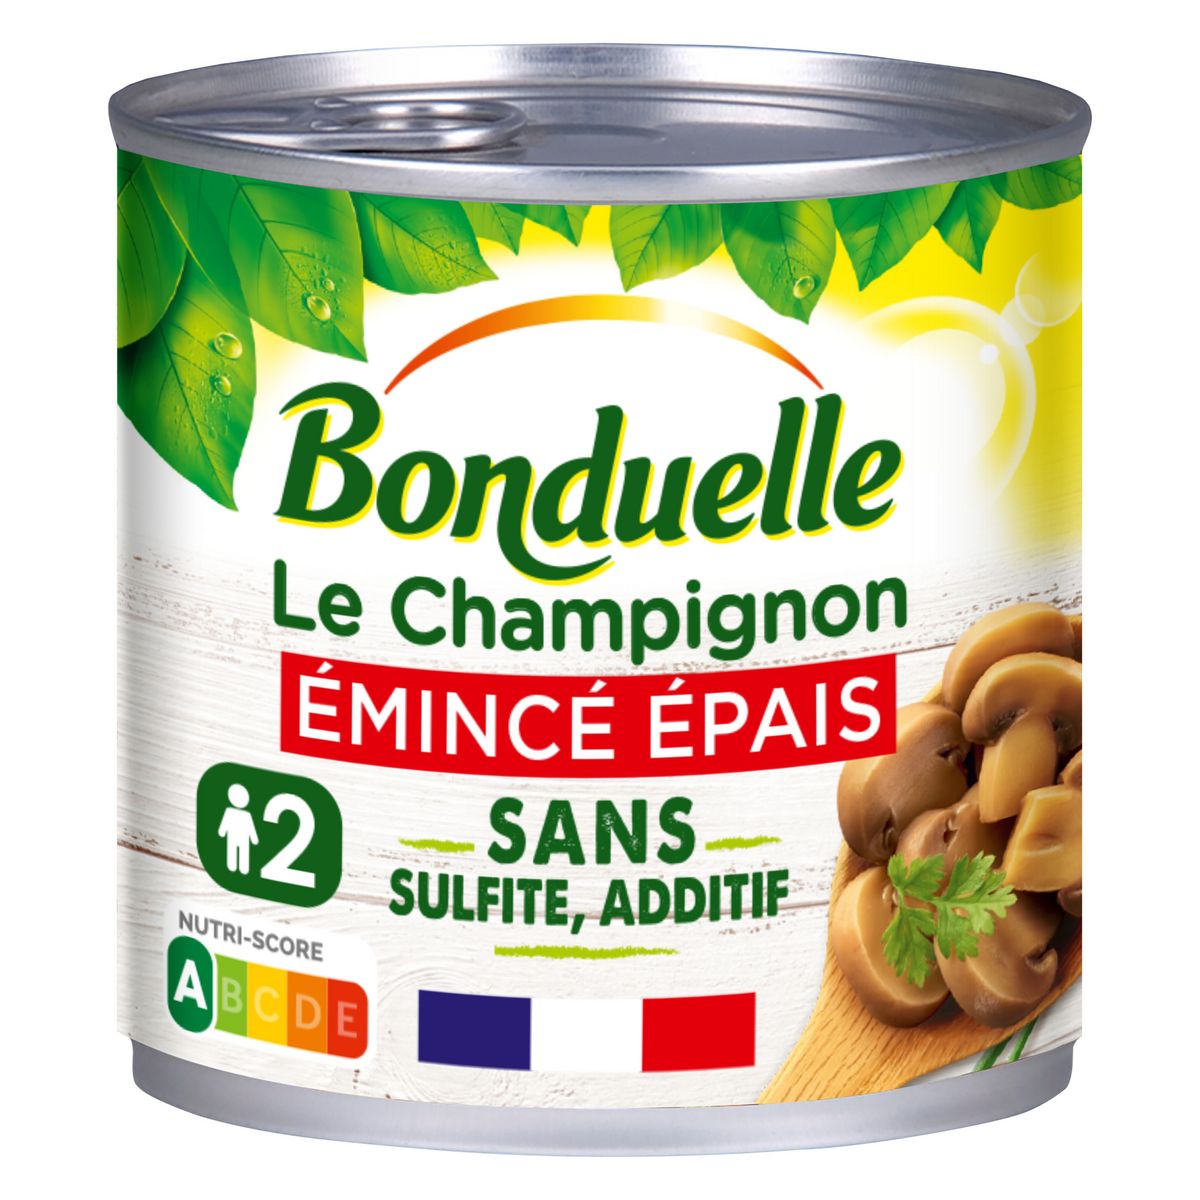 Bonduelle
Le Champignon
ÉMINCÉ ÉPAIS
SANS
SULFITE, ADDITIF
2
NUTRI-SCORE
A B C D E